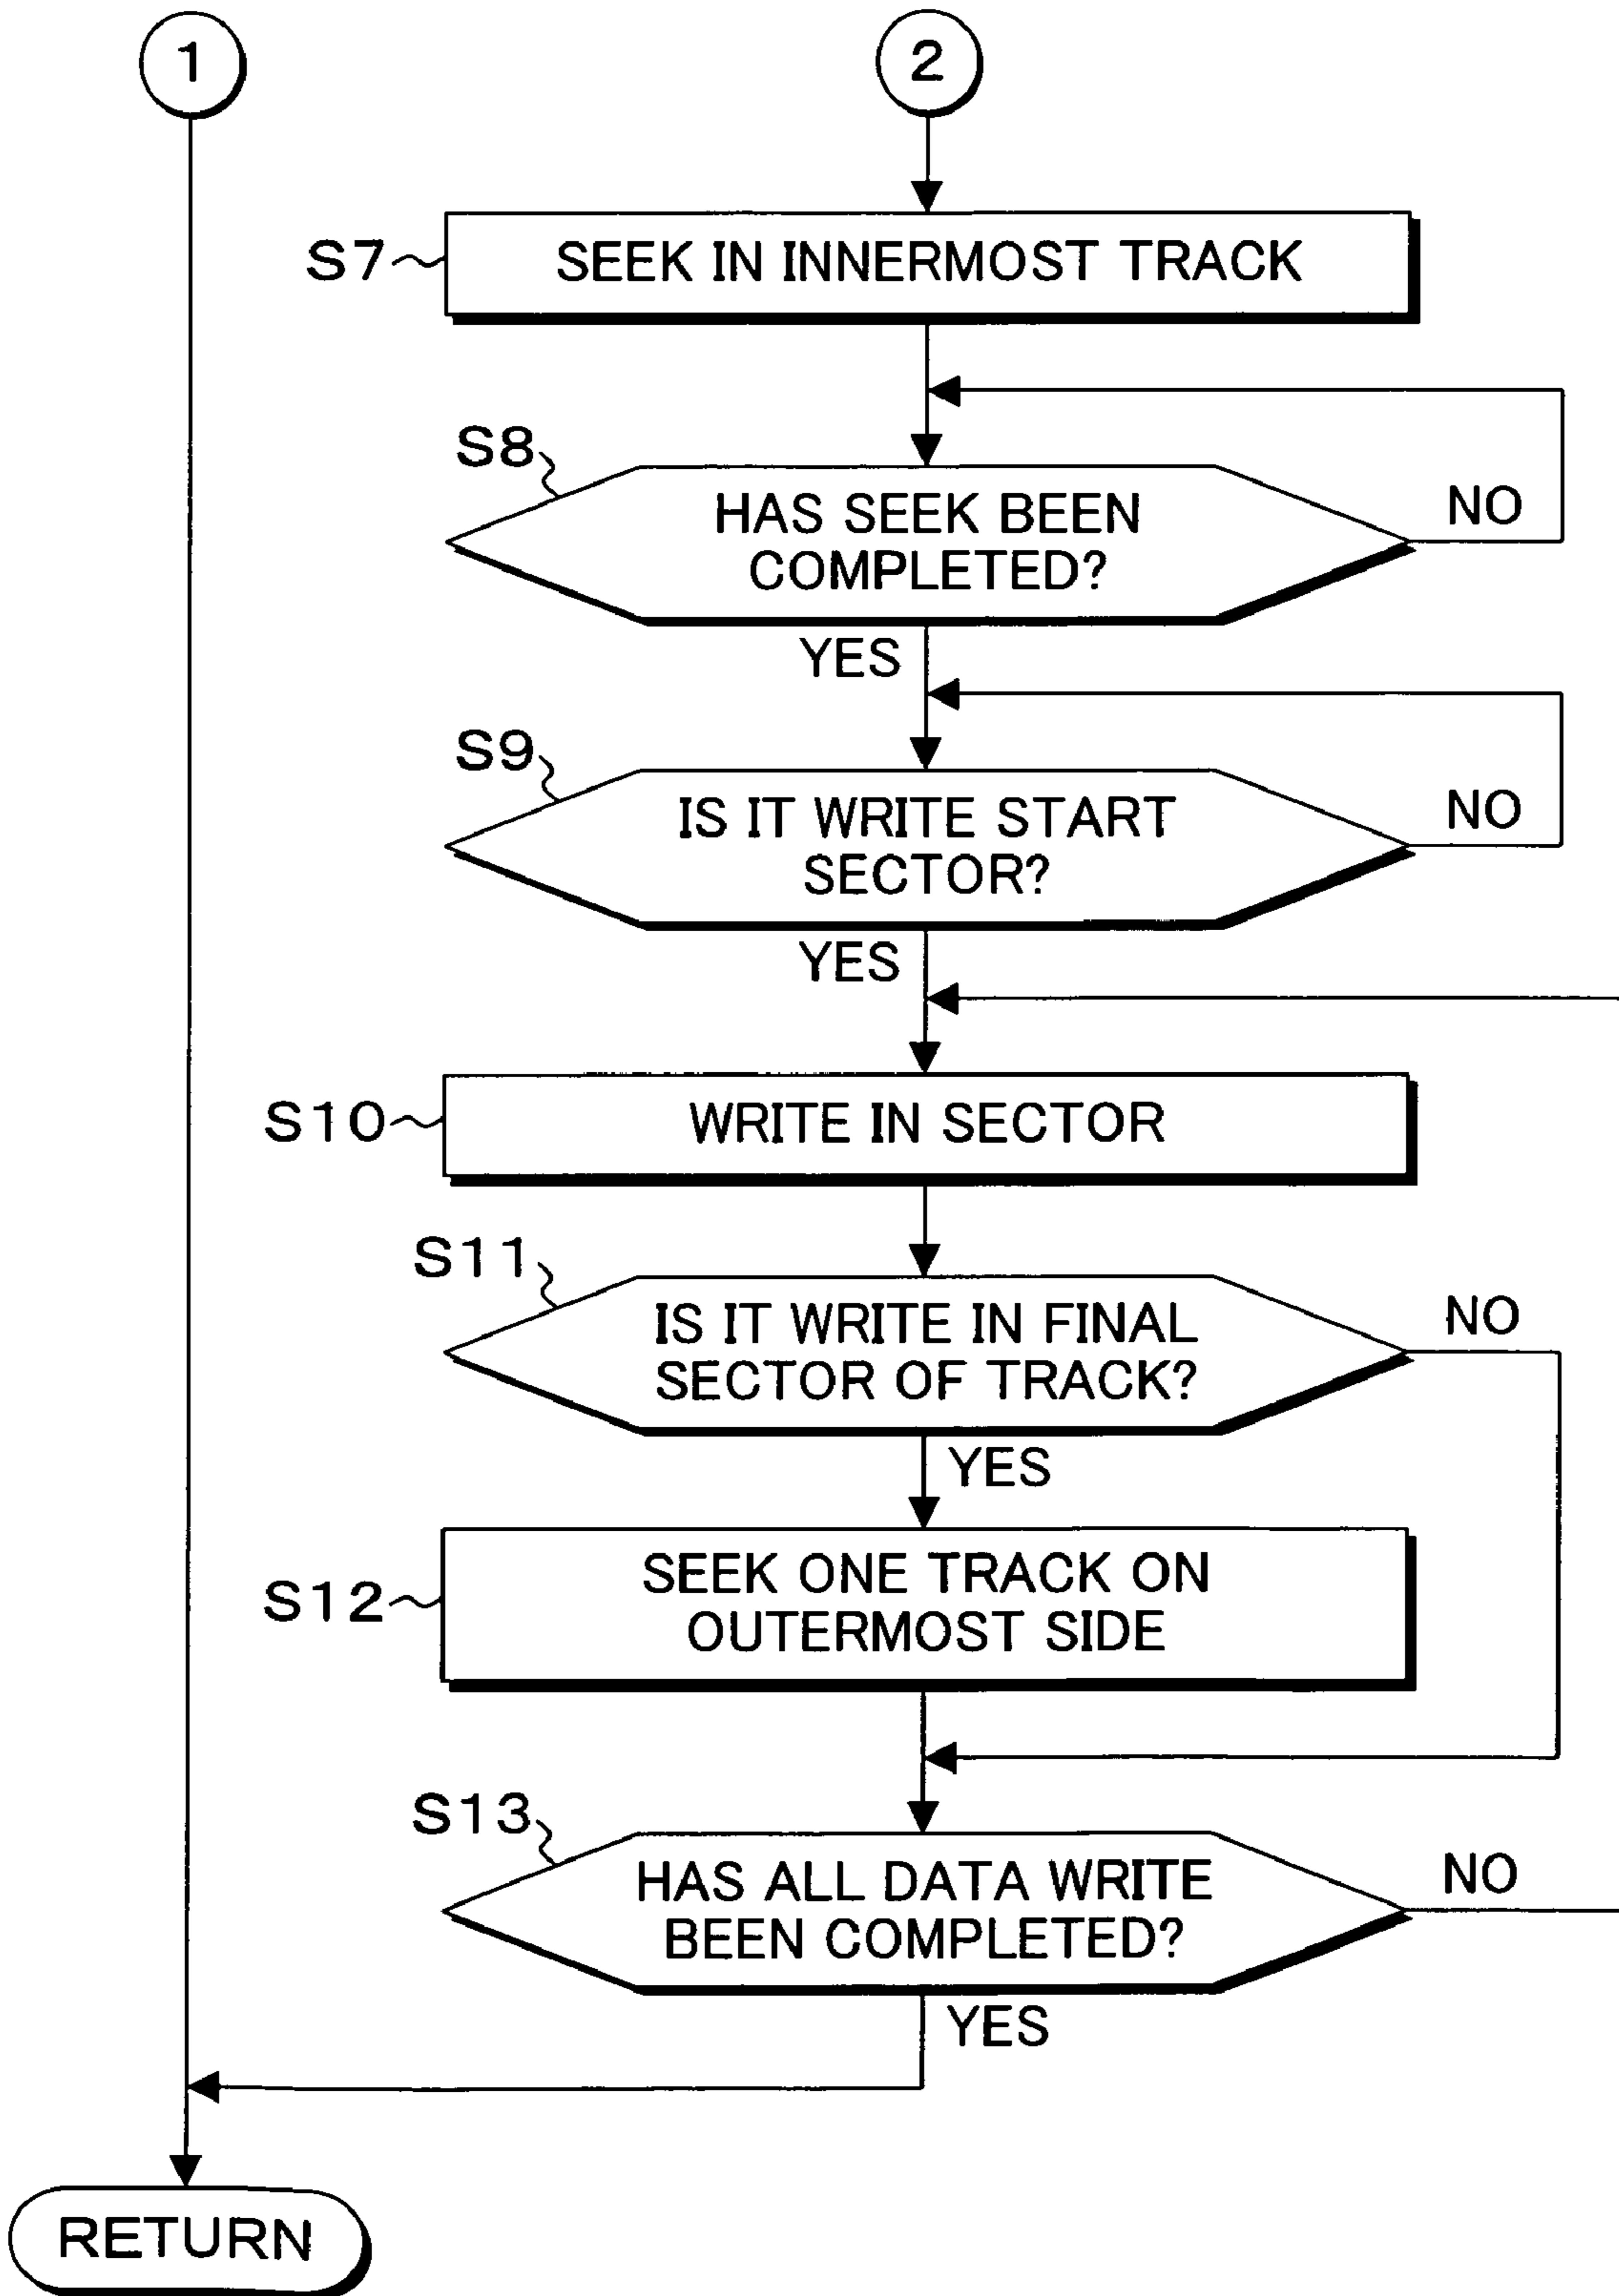 1
2
S7
SEEK IN INNERMOST TRACK
S8
HAS SEEK BEEN
COMPLETED?
NO
YES
S9
IS IT WRITE START
SECTOR?
NO
YES
S10
WRITE IN SECTOR
S11
IS IT WRITE IN FINAL
SECTOR OF TRACK?
NO
YES
S12
SEEK ONE TRACK ON
OUTERMOST SIDE
S13
HAS ALL DATA WRITE
BEEN COMPLETED?
NO
YES
RETURN